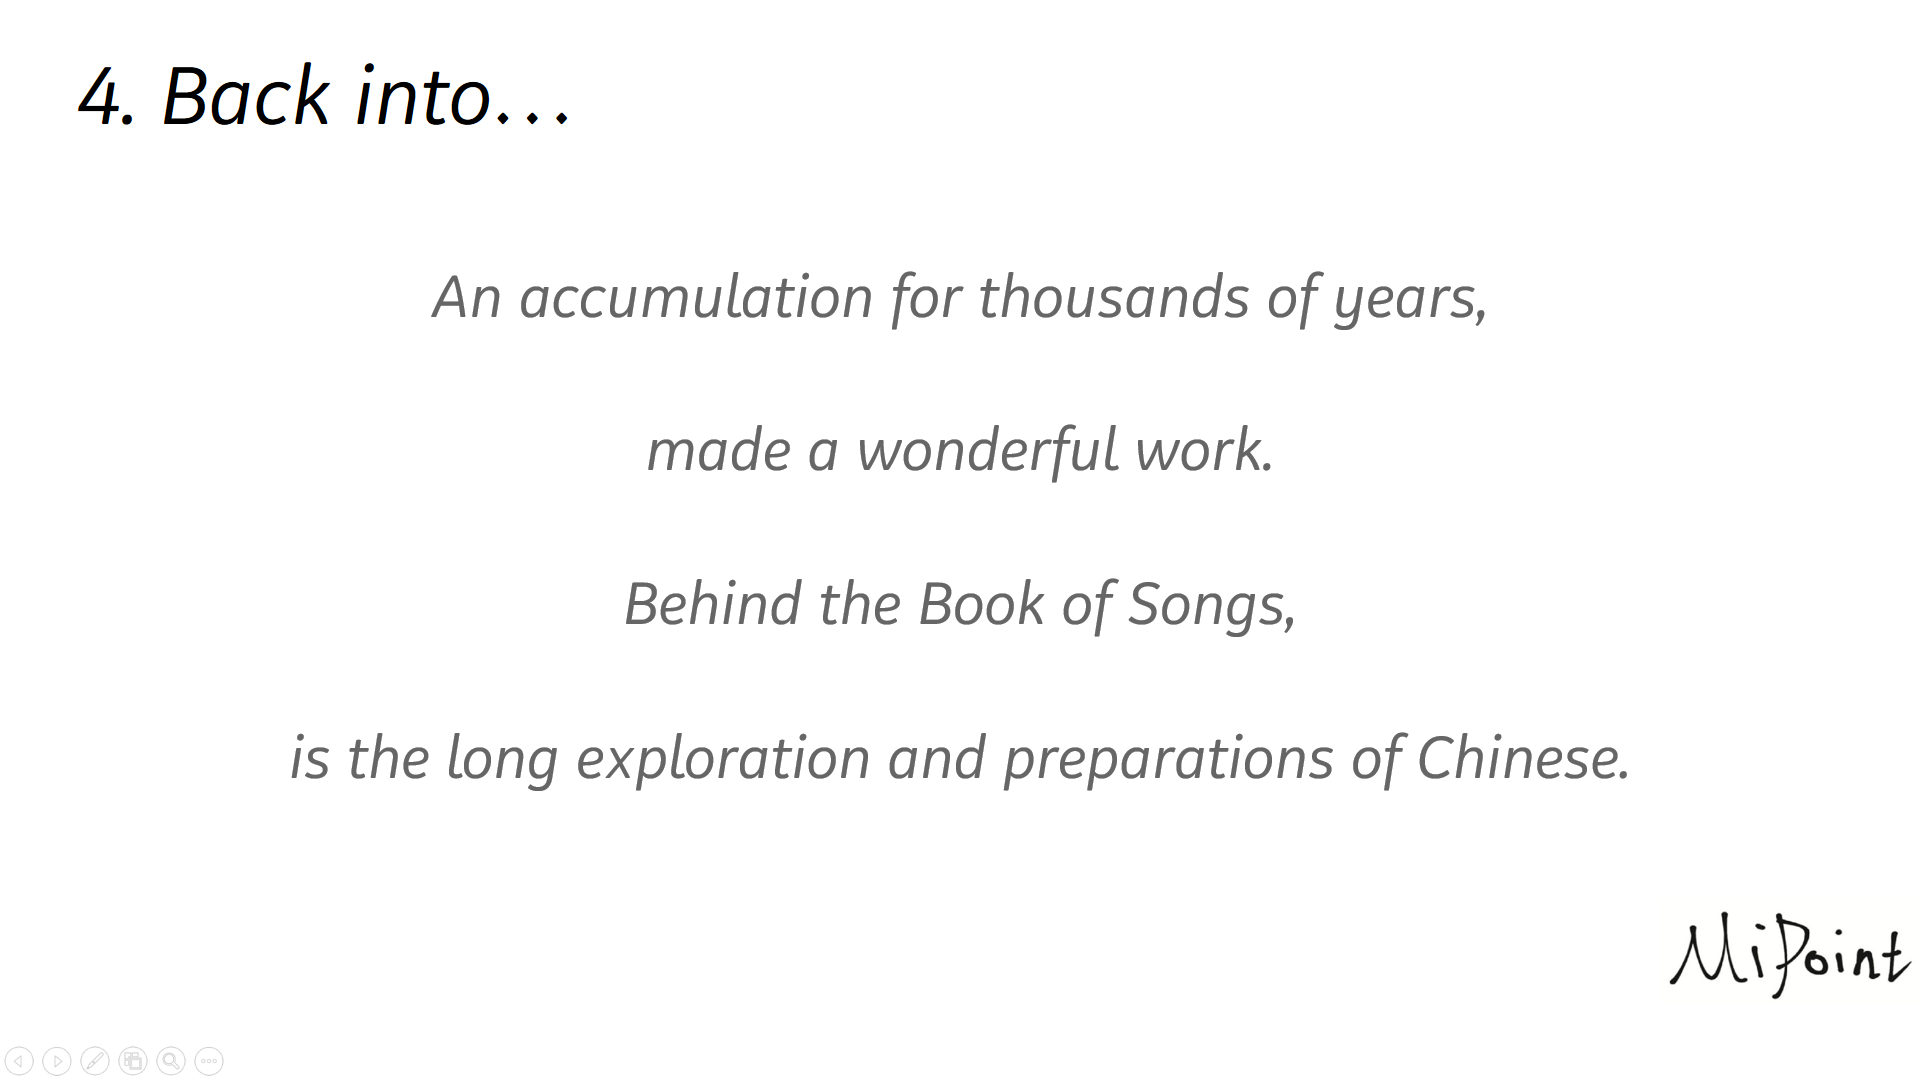 4. Back into…
An accumulation for thousands of years,
made a wonderful work.
Behind the Book of Songs,
is the long exploration and preparations of Chinese.
MiPoint